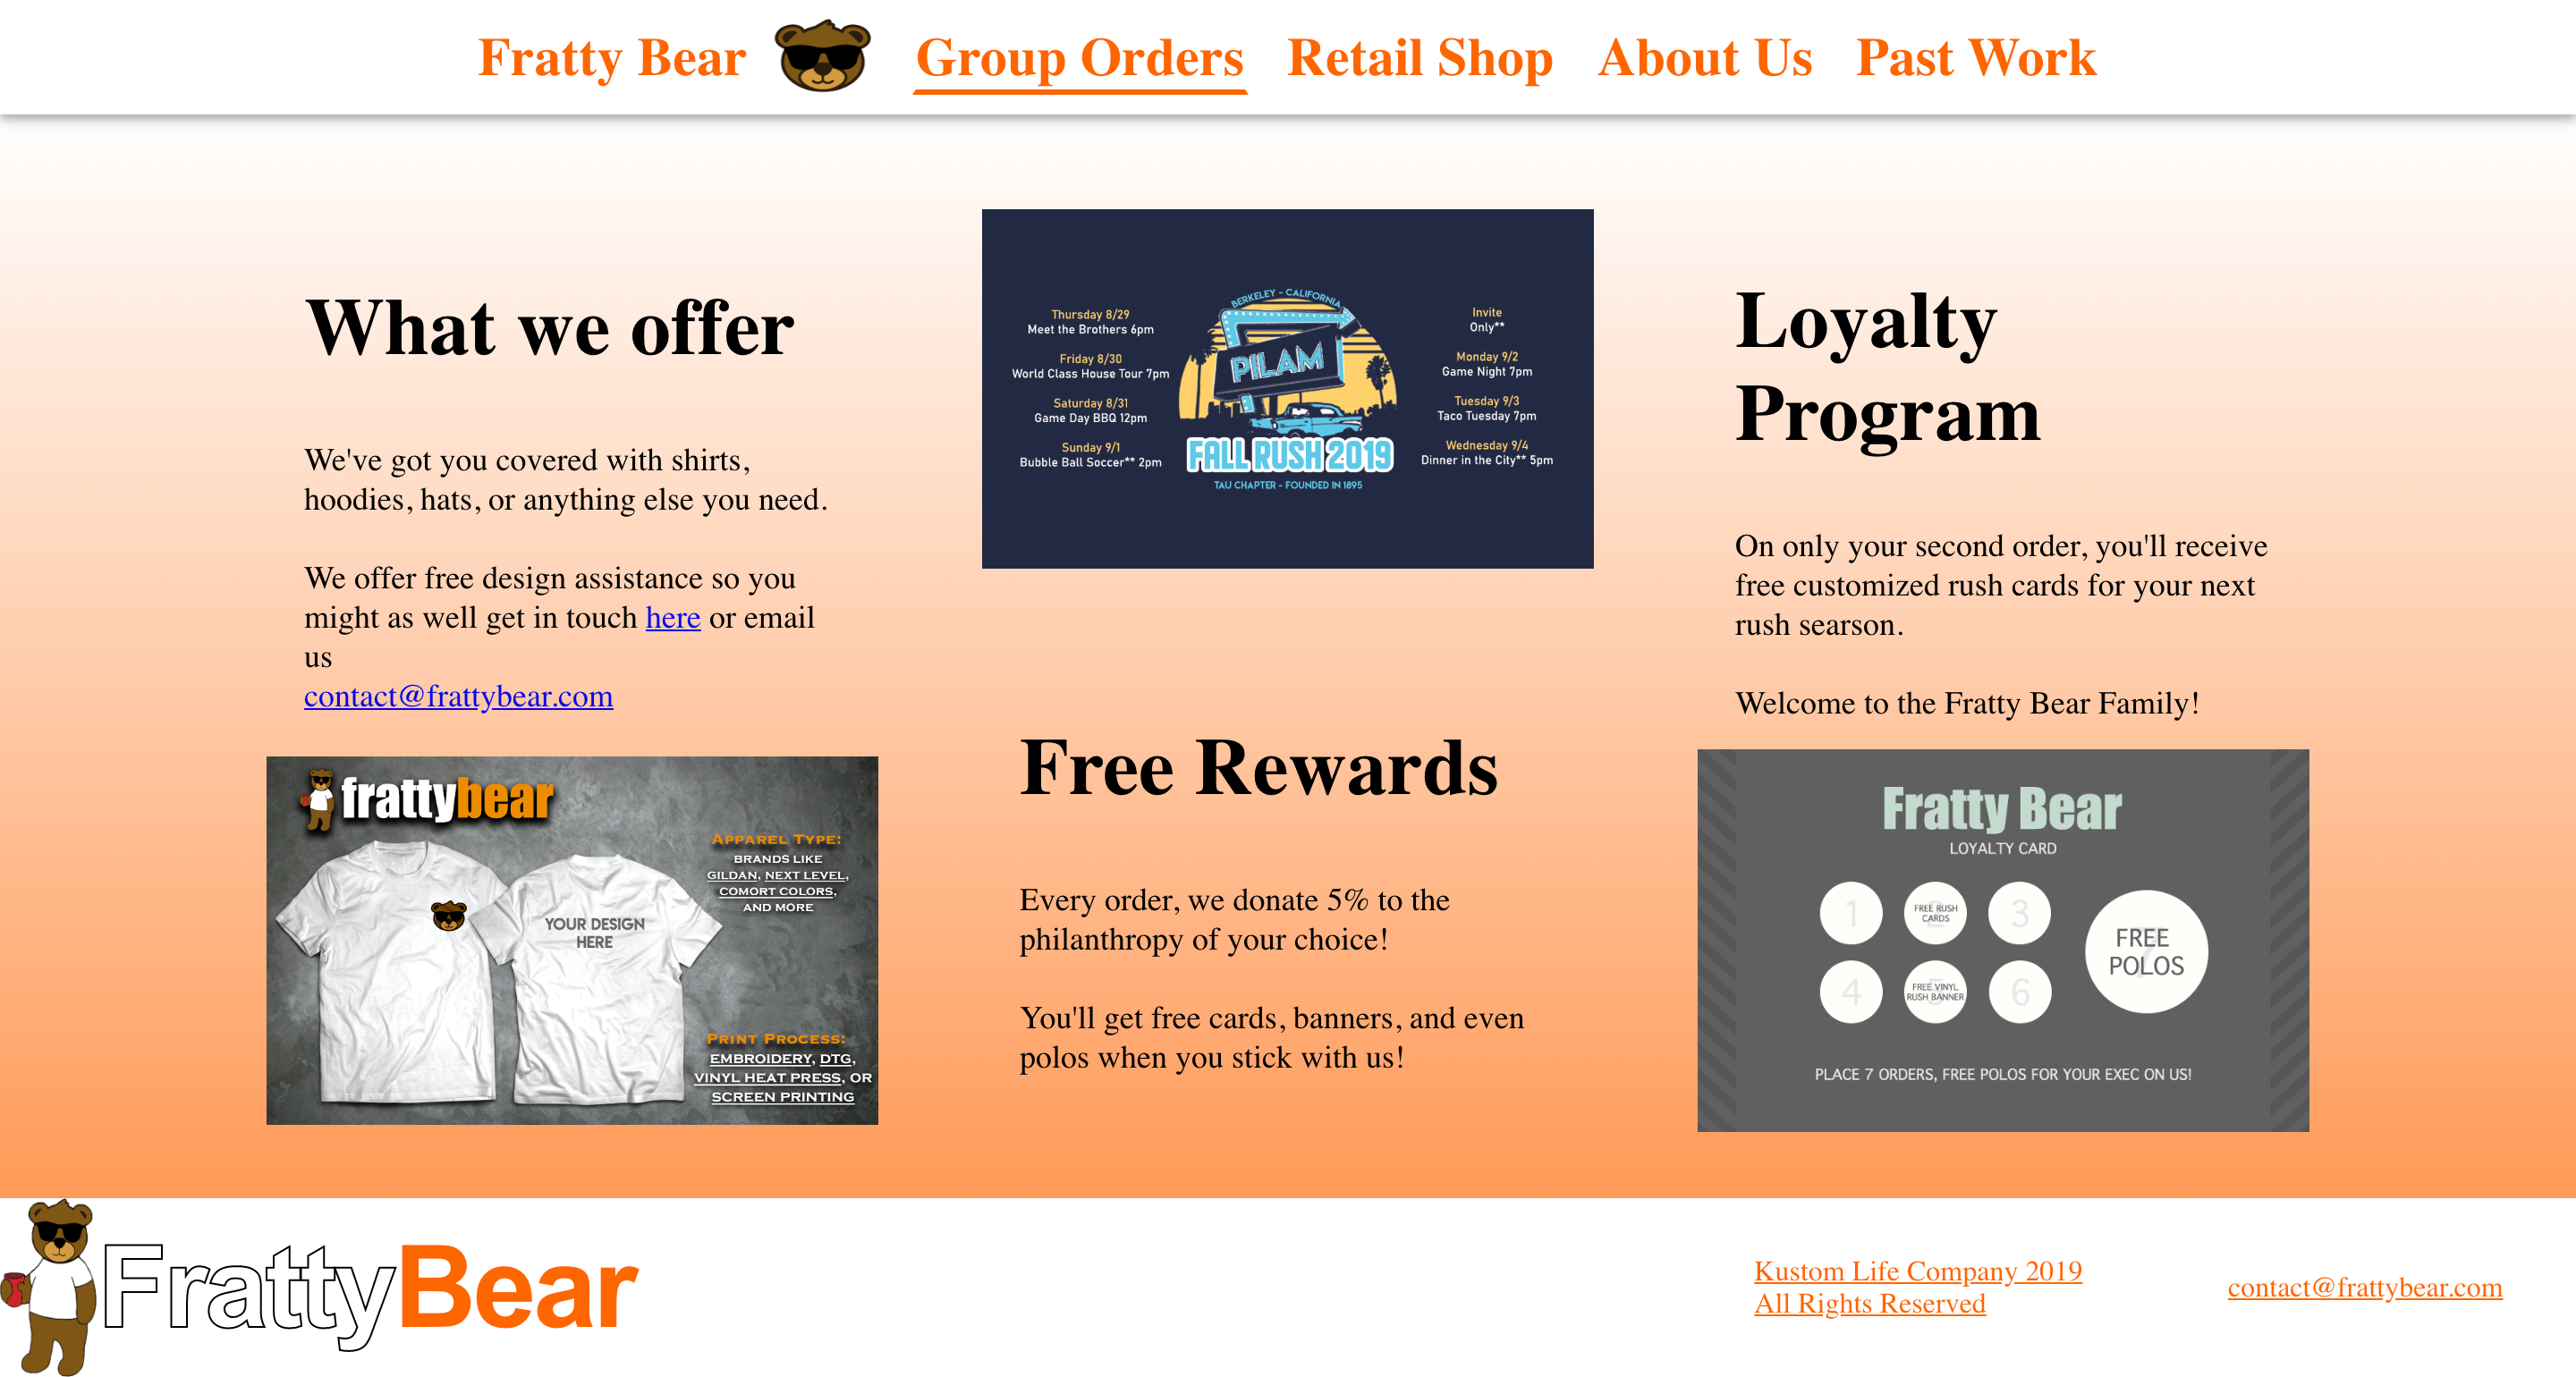 Fratty Bear
Group Orders
Retail Shop
About Us
Past Work
What we offer
We've got you covered with shirts,
hoodies, hats, or anything else you need.
We offer free design assistance so you
might as well get in touch here or email
us
contact@frattybear.com
frattybear
APPAREL TYPE:
BRANDS LIKE
GILDAN, NEXT LEVEL,
COMORT COLORS,
AND MORE
YOUR DESIGN
HERE
PRINT PROCESS:
EMBROIDERY, DTG,
VINYL HEAT PRESS, OR
SCREEN PRINTING
Thursday 8/29
Meet the Brothers 6pm
Friday 8/30
World Class House Tour 7pm
Saturday 8/31
Game Day BBQ 12pm
Sunday 9/1
Bubble Ball Soccer** 2pm
BERKELEY - CALIFORNIA
PILAM
FALL RUSH 2019
TAU CHAPTER - FOUNDED IN 1895
Invite
Only**
Monday 9/2
Game Night 7pm
Tuesday 9/3
Taco Tuesday 7pm
Wednesday 9/4
Dinner in the City** 5pm
Free Rewards
Every order, we donate 5% to the
philanthropy of your choice!
You'll get free cards, banners, and even
polos when you stick with us!
Loyalty
Program
On only your second order, you'll receive
free customized rush cards for your next
rush searson.
Welcome to the Fratty Bear Family!
Fratty Bear
LOYALTY CARD
1
2
FREE RUSH
CARDS
3
4
5
FREE VINYL
RUSH BANNER
6
7
FREE
POLOS
PLACE 7 ORDERS, FREE POLOS FOR YOUR EXEC ON US!
FrattyBear
Kustom Life Company 2019
All Rights Reserved
contact@frattybear.com